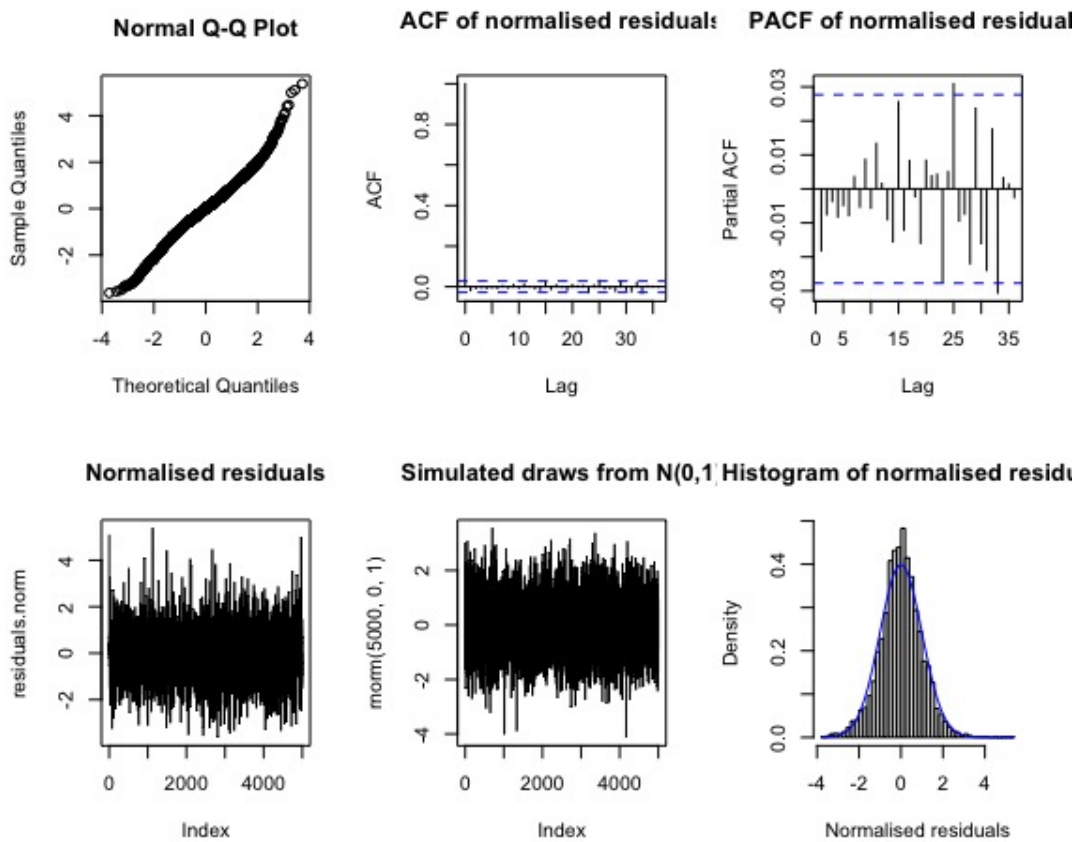 Normal Q-Q Plot
Sample Quantiles
4
2
0
-2
-4 -2 0 2 4
Theoretical Quantiles
ACF of normalised residuals
ACF
0.8
0.4
0.0
0 10 20 30
Lag
PACF of normalised residual
Partial ACF
0.03
0.01
-0.01
-0.03
0 5 15 25 35
Lag
Normalised residuals
residuals.norm
4
2
0
-2
0 2000 4000
Index
Simulated draws from N(0,1)
rnorm(5000, 0, 1)
2
0
-2
-4
0 2000 4000
Index
Histogram of normalised residu
Density
0.4
0.2
0.0
-4 -2 0 2 4
Normalised residuals